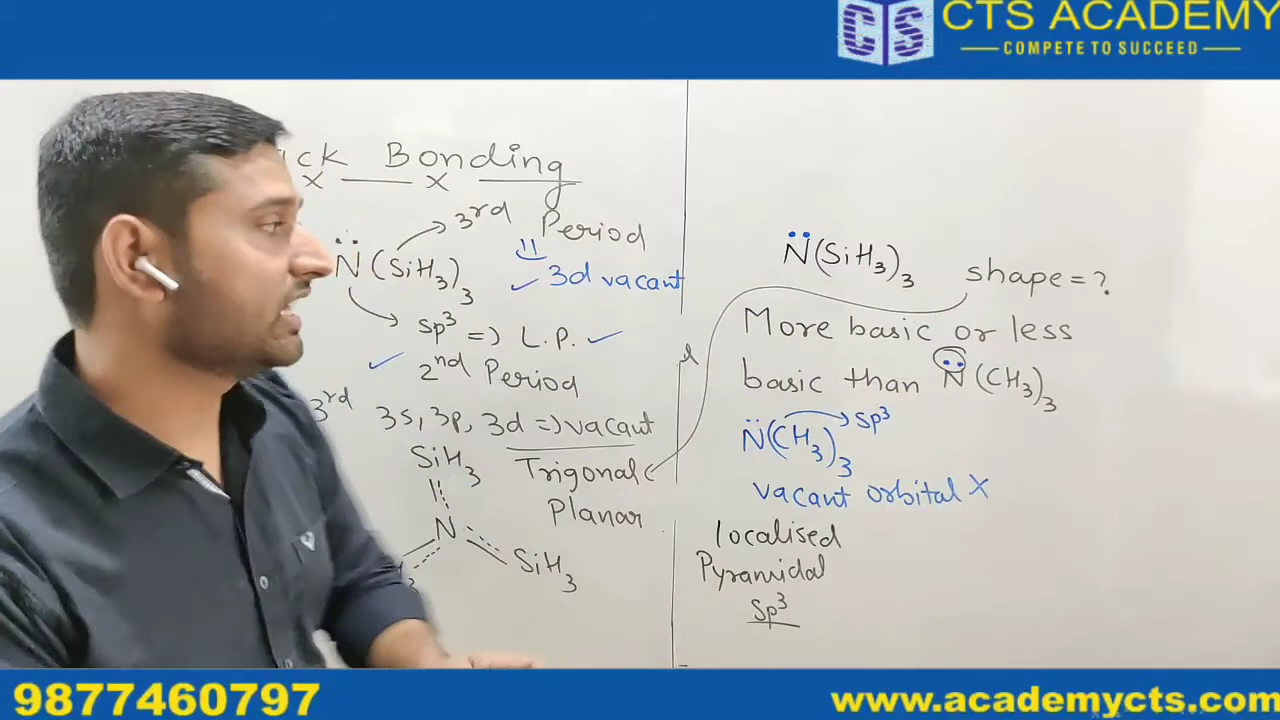 CTS ACADEMY
COMPETE TO SUCCEED
CS
ck Bonding
x — x —
N̈(SiH₃)₃
3rd Period
3d vacant
sp³ => L.P.
2nd Period
3rd 3s, 3p, 3d => vacant
SiH₃
N
SiH₃
Trigonal
Planar
N̈(SiH₃)₃
shape = ?
More basic or less
basic than N̈(CH₃)₃
N̈(CH₃)₃ sp³
vacant orbital X
localised
Pyramidal
Sp³
9877460797
www.academycts.com